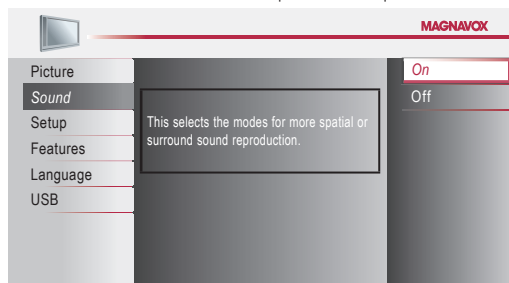 MAGNAVOX
Picture
Sound
Setup
Features
Language
USB
This selects the modes for more spatial or
surround sound reproduction.
On
Off